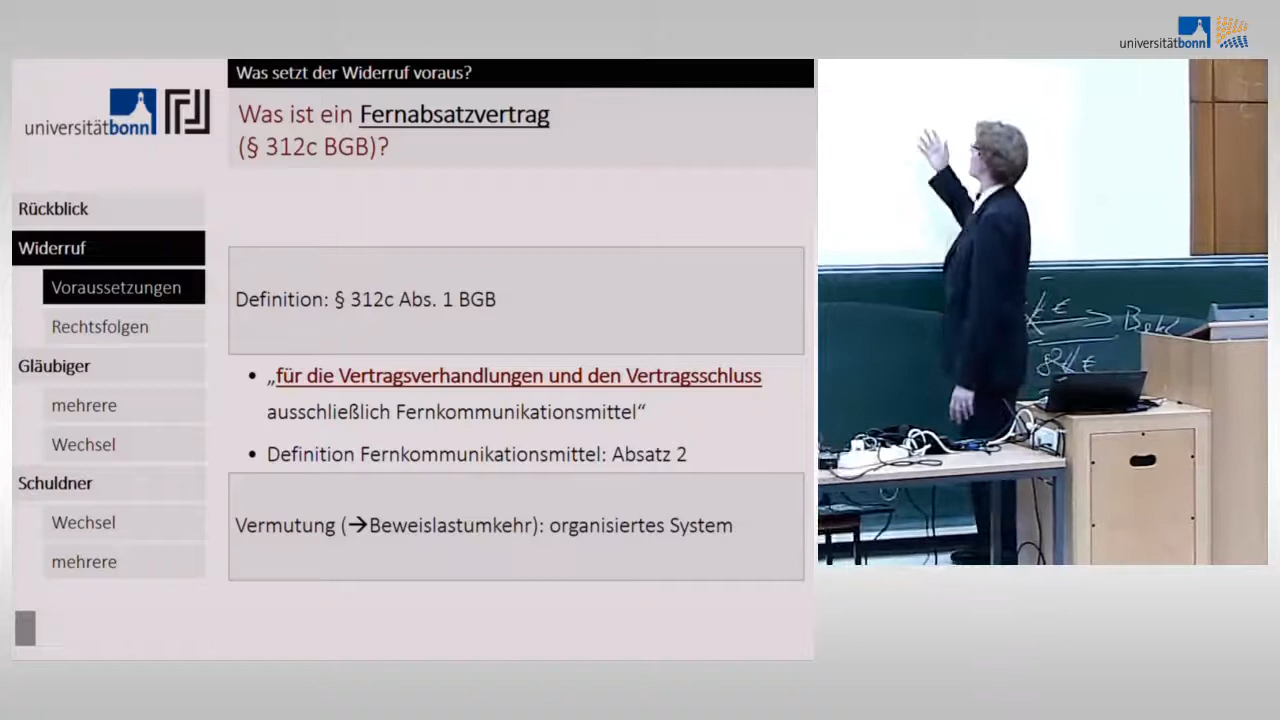 universitätbonn
Was setzt der Widerruf voraus?
universitätbonn
Was ist ein Fernabsatzvertrag
(§ 312c BGB)?
Rückblick
Widerruf
Voraussetzungen
Rechtsfolgen
Gläubiger
mehrere
Wechsel
Schuldner
Wechsel
mehrere
Definition: § 312c Abs. 1 BGB
• „für die Vertragsverhandlungen und den Vertragsschluss
ausschließlich Fernkommunikationsmittel“
• Definition Fernkommunikationsmittel: Absatz 2
Vermutung (→Beweislastumkehr): organisiertes System